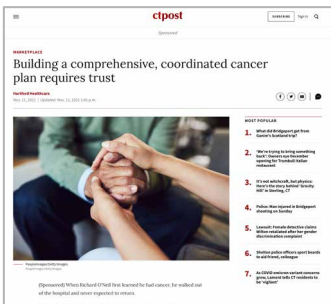 ctpost
SUBSCRIBE Sign in
Sponsored
MARKETPLACE
Building a comprehensive, coordinated cancer
plan requires trust
Hartford Healthcare
Nov. 11, 2021
MOST POPULAR
1. What did Bridgeport get from
Ganim's Scotland trip?
2. 'We're trying to bring something
back': Owners eye December
opening for Trumbull Italian
restaurant
3. It's not witchcraft, but physics:
Here's the story behind 'Gravity
Hill' in Sterling, CT
4. Police: Man injured in Bridgeport
shooting on Sunday
5. Lawsuit: Female detective claims
Milton retaliated after her gender
discrimination complaint
6. Shelton police officers sport beards
to aid friend, colleague
7. As COVID omicron variant concerns
grow, Lamont tells CT residents to
be 'vigilant'
(Sponsored) When Richard O'Neil first learned he had cancer, he walked out
of the hospital and never expected to return.